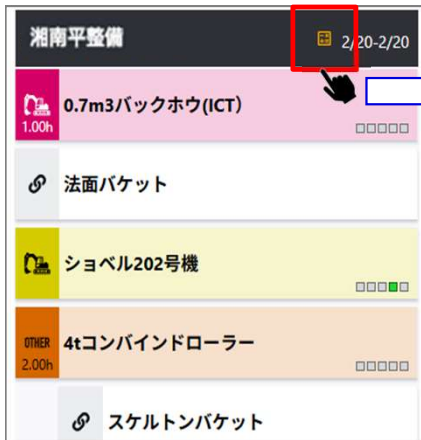 湘南平整備
2/20-2/20
0.7m3バックホウ(ICT)
1.00h
法面バケット
ショベル202号機
OTHER
4tコンバインドローラー
2.00h
スケルトンバケット